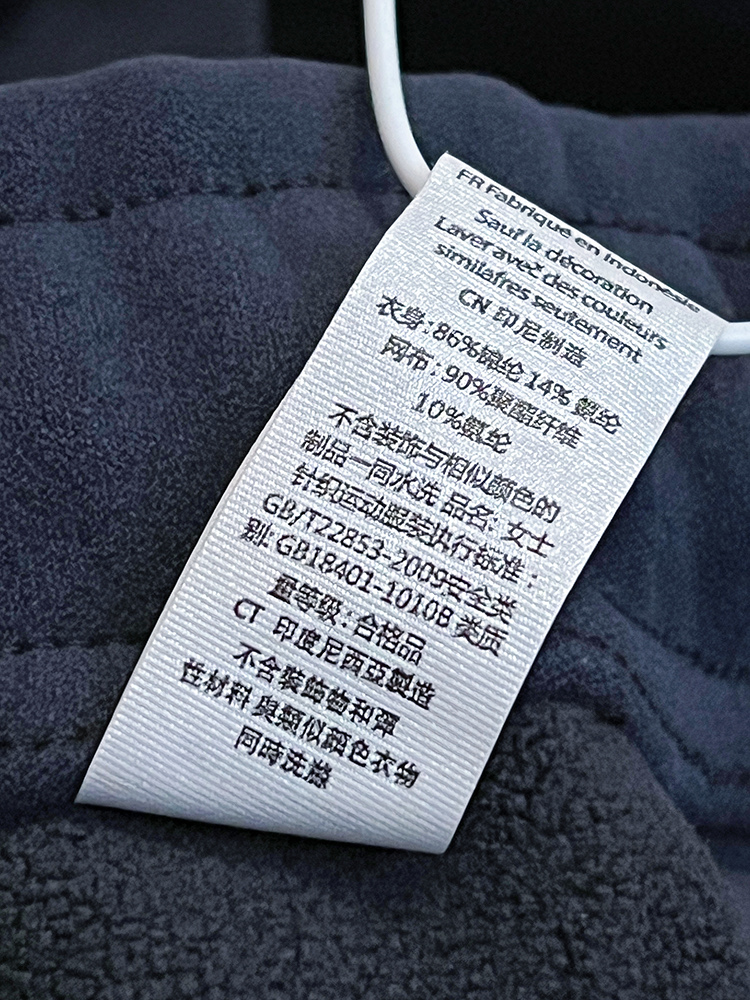 FR Fabriqué en Indonesie
Sauf la décoration
Laver avec des couleurs
similaires seulement
CN 印尼制造
衣身:86%锦纶 14% 氨纶
网布:90%聚酯纤维
10%氨纶
不含装饰与相似颜色的
制品一同水洗 品名: 女士
针织运动服装执行标准:
GB/T22853-2009安全类
别: GB18401-1010B 类质
量等级:合格品
CT 印度尼西亞製造
不含装飾齒和彈
性材料 與類似顏色衣物
同時洗滌